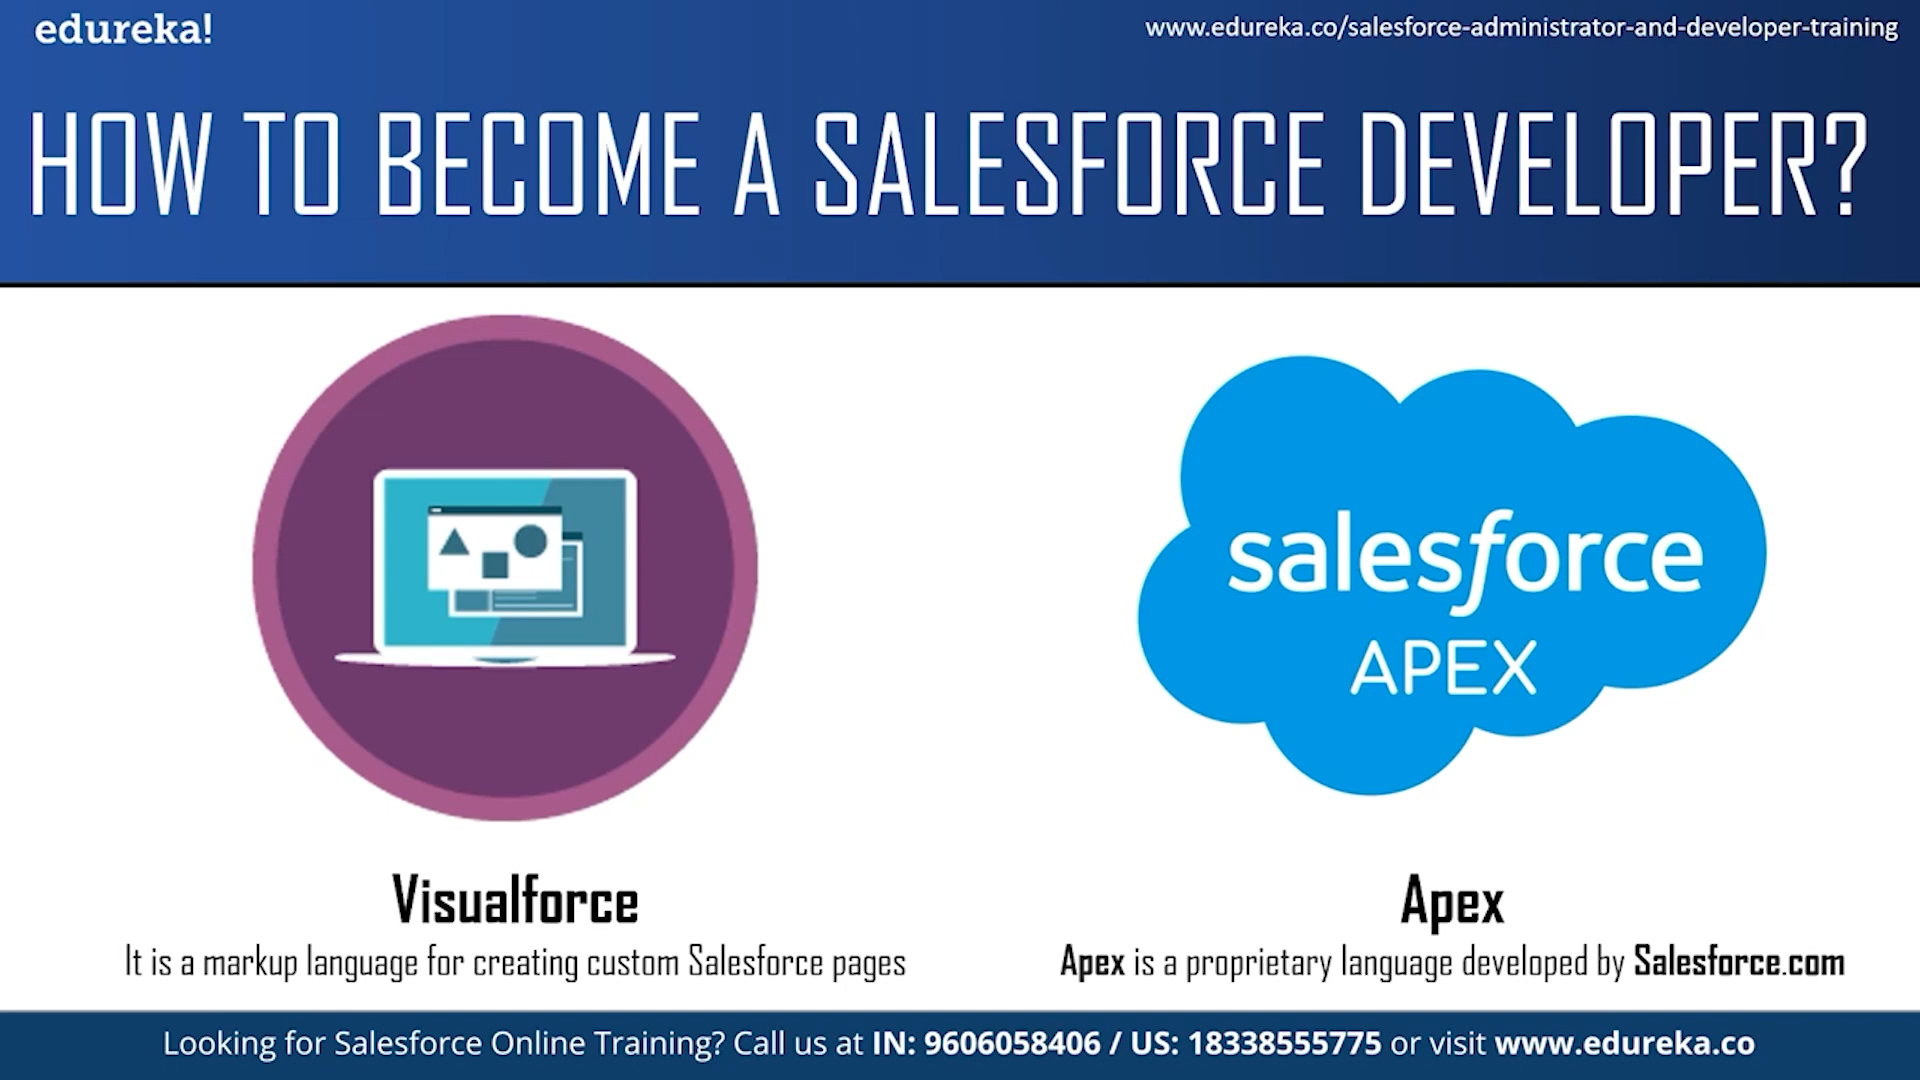 edureka!
www.edureka.co/salesforce-administrator-and-developer-training
HOW TO BECOME A SALESFORCE DEVELOPER?
salesforce
APEX
Visualforce
It is a markup language for creating custom Salesforce pages
Apex
Apex is a proprietary language developed by Salesforce.com
Looking for Salesforce Online Training? Call us at IN: 9606058406 / US: 18338555775 or visit www.edureka.co